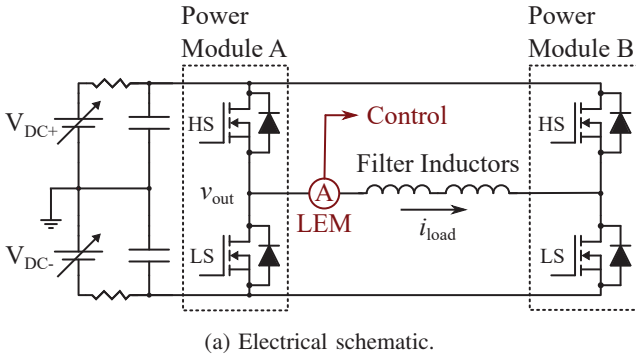 Power
Module A
Power
Module B
V_DC+
HS
Control
HS
Filter Inductors
v_out
A
LEM
i_load
V_DC-
LS
LS
(a) Electrical schematic.